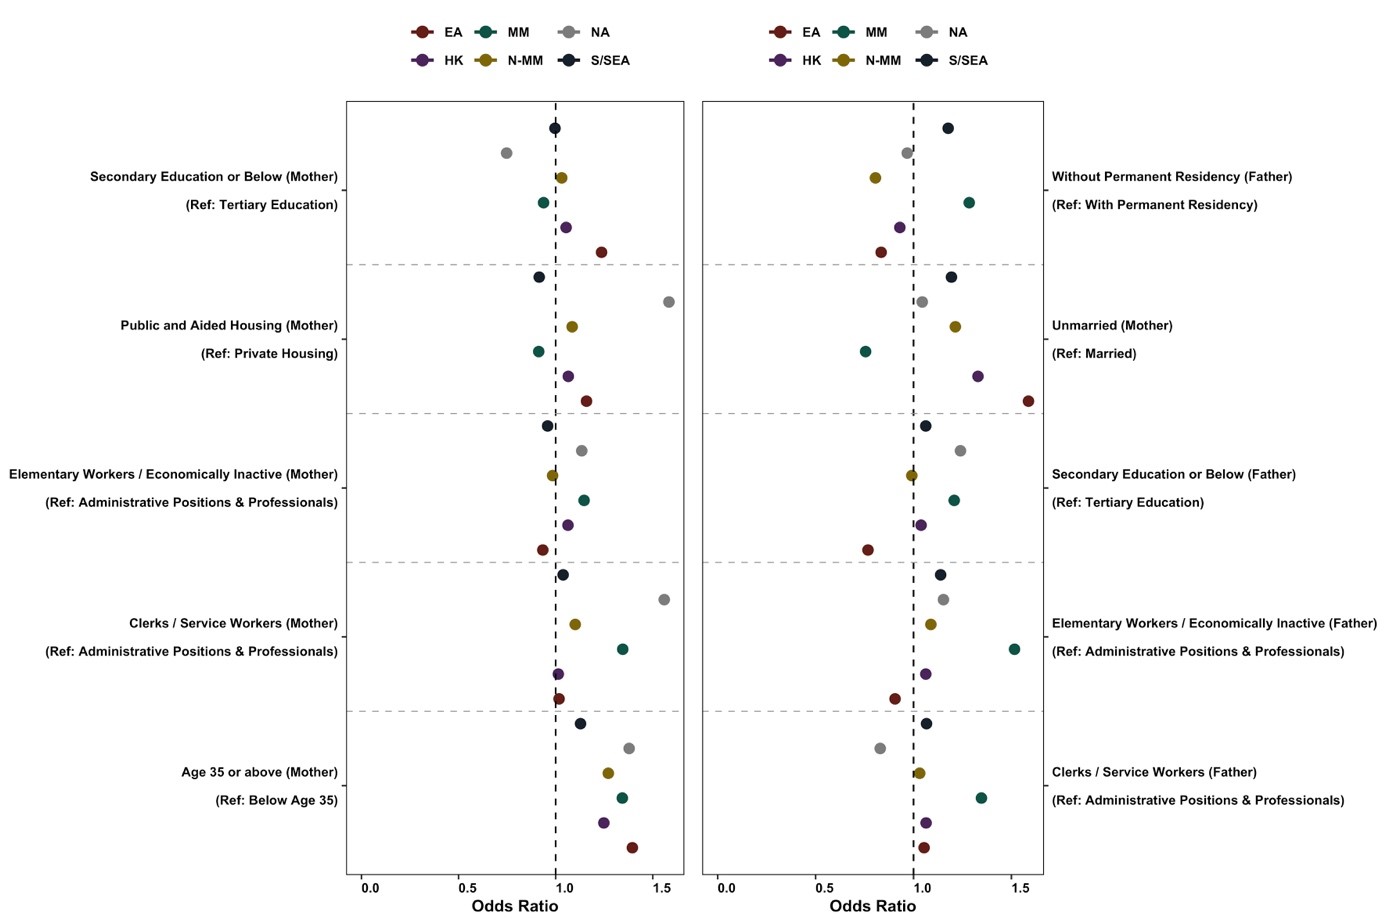 EA MM NA
HK N-MM S/SEA
EA MM NA
HK N-MM S/SEA
Secondary Education or Below (Mother)
(Ref: Tertiary Education)
Public and Aided Housing (Mother)
(Ref: Private Housing)
Elementary Workers / Economically Inactive (Mother)
(Ref: Administrative Positions & Professionals)
Clerks / Service Workers (Mother)
(Ref: Administrative Positions & Professionals)
Age 35 or above (Mother)
(Ref: Below Age 35)
0.0 0.5 1.0 1.5
Odds Ratio
Without Permanent Residency (Father)
(Ref: With Permanent Residency)
Unmarried (Mother)
(Ref: Married)
Secondary Education or Below (Father)
(Ref: Tertiary Education)
Elementary Workers / Economically Inactive (Father)
(Ref: Administrative Positions & Professionals)
Clerks / Service Workers (Father)
(Ref: Administrative Positions & Professionals)
0.0 0.5 1.0 1.5
Odds Ratio